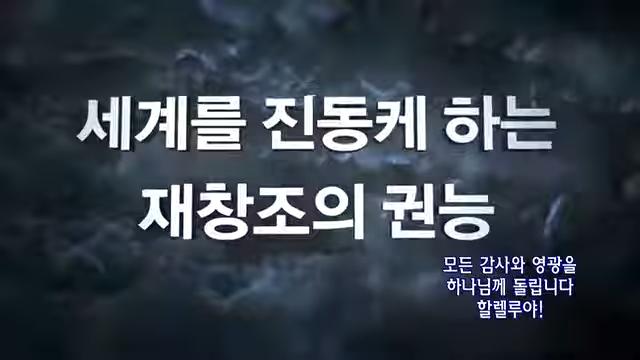 세계를 진동케 하는
재창조의 권능
모든 감사와 영광을
하나님께 돌립니다
할렐루야!